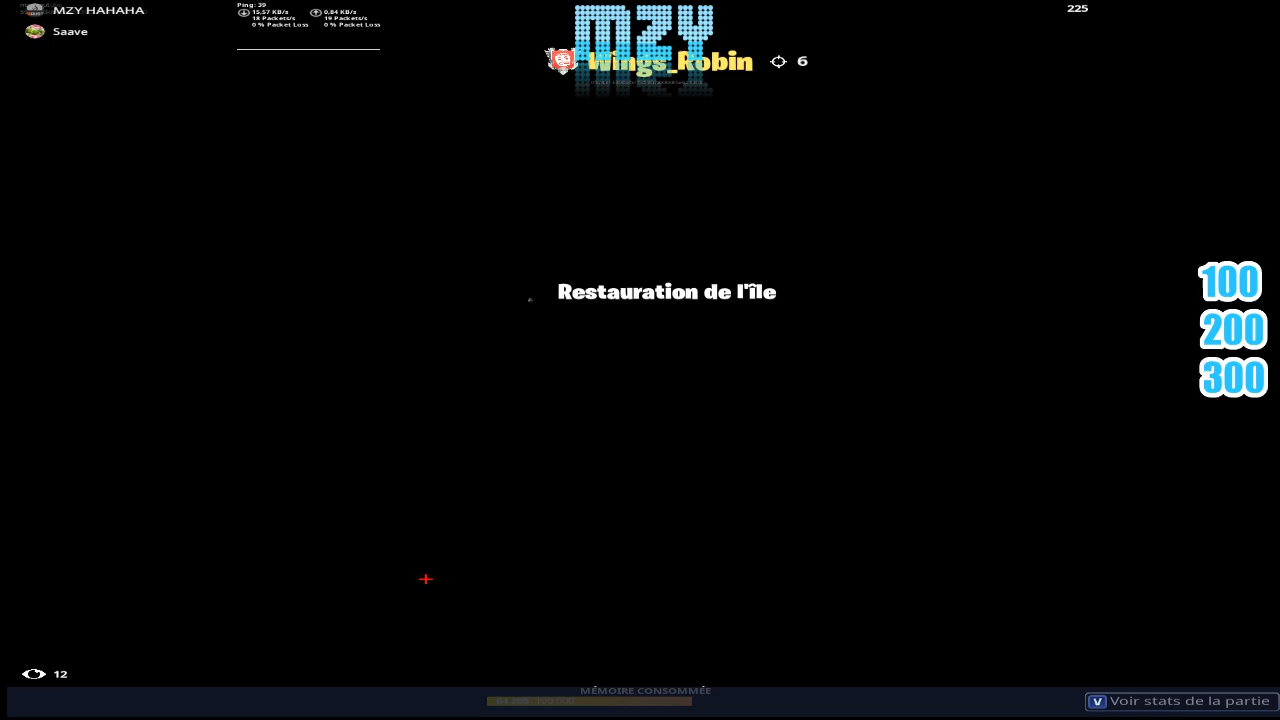 MZY HAHAHA
Saave
Ping: 39
15,57 KB/s
18 Packets/s
0 % Packet Loss
0,84 KB/s
19 Packets/s
0 % Packet Loss
MZY
Wings_Robin 6
225
Restauration de l'île
100
200
300
12
MÉMOIRE CONSOMMÉE
V Voir stats de la partie